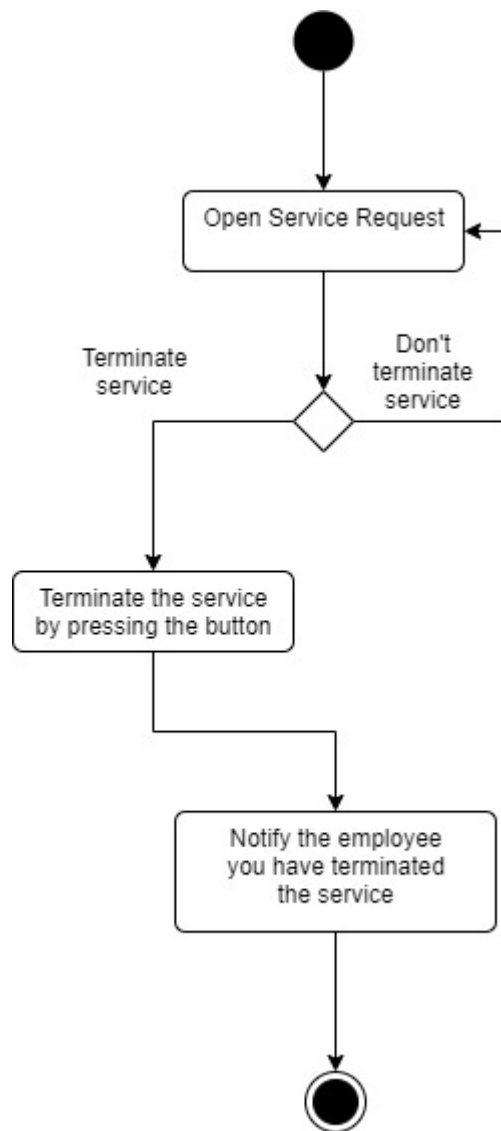 Open Service Request
Terminate
service
Don't
terminate
service
Terminate the service
by pressing the button
Notify the employee
you have terminated
the service